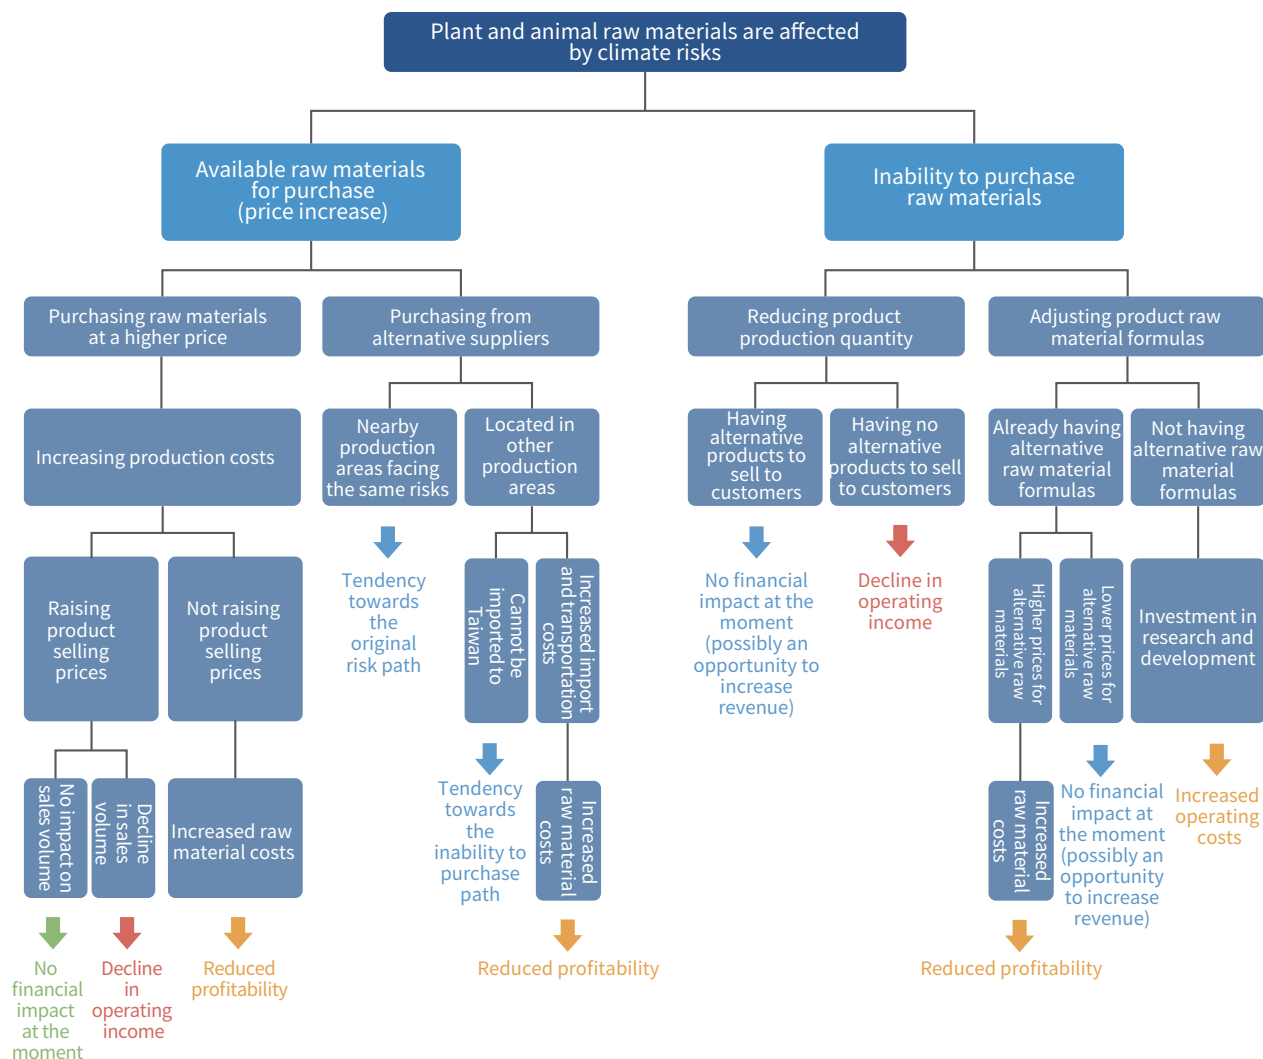 Plant and animal raw materials are affected
by climate risks
Available raw materials
for purchase
(price increase)
Inability to purchase
raw materials
Purchasing raw materials
at a higher price
Purchasing from
alternative suppliers
Reducing product
production quantity
Adjusting product raw
material formulas
Increasing production costs
Nearby
production
areas facing
the same risks
Located in
other
production
areas
Having
alternative
products to
sell to
customers
Having no
alternative
products to sell
to customers
Already having
alternative
raw material
formulas
Not having
alternative raw
material
formulas
Raising
product
selling
prices
Not raising
product
selling
prices
Tendency
towards
the
original
risk path
Cannot be
imported to
Taiwan
Increased import
and transportation
costs
No financial
impact at the
moment
(possibly an
opportunity to
increase
revenue)
Decline in
operating
income
Higher prices for
alternative raw
materials
Lower prices for
alternative raw
materials
Investment in
research and
development
No impact on
sales volume
Decline
in sales
volume
Increased raw
material costs
Tendency
towards
the
inability to
purchase
path
Increased
raw material
costs
Increased
raw material
costs
No financial
impact at
the moment
(possibly an
opportunity
to increase
revenue)
Increased
operating
costs
No
financial
impact
at the
moment
Decline
in
operating
income
Reduced
profitability
Reduced profitability
Reduced profitability